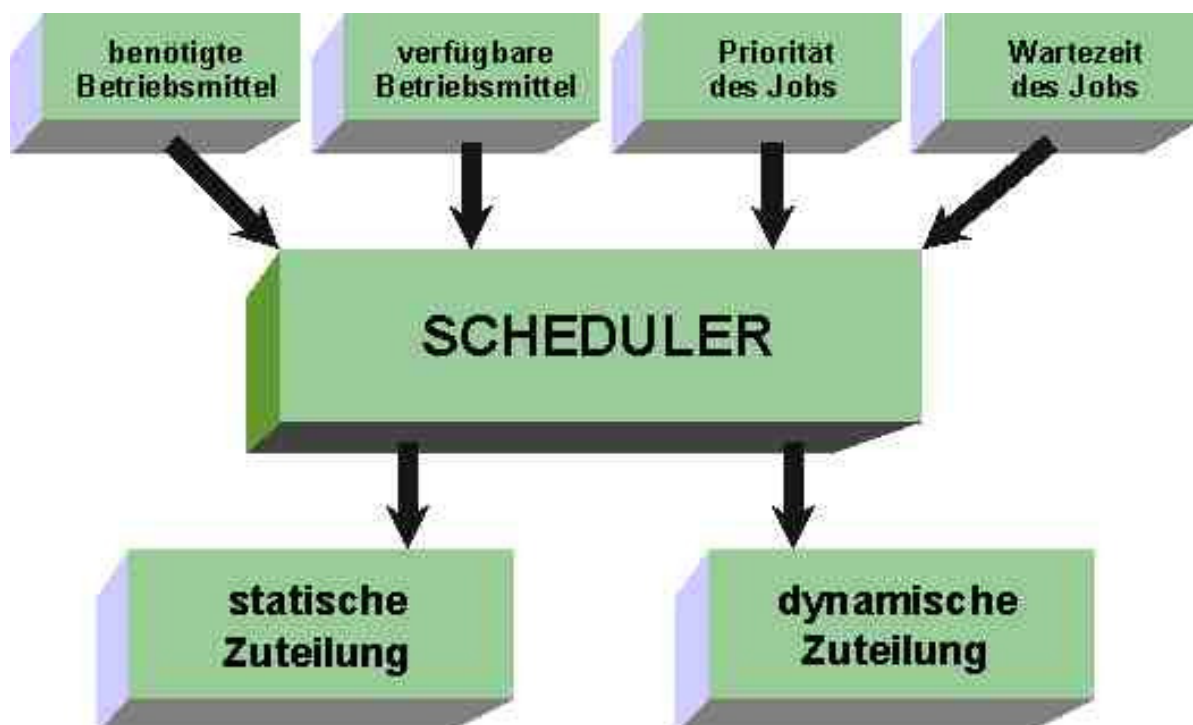 benötigte
Betriebsmittel
verfügbare
Betriebsmittel
Priorität
des Jobs
Wartezeit
des Jobs
SCHEDULER
statische
Zuteilung
dynamische
Zuteilung